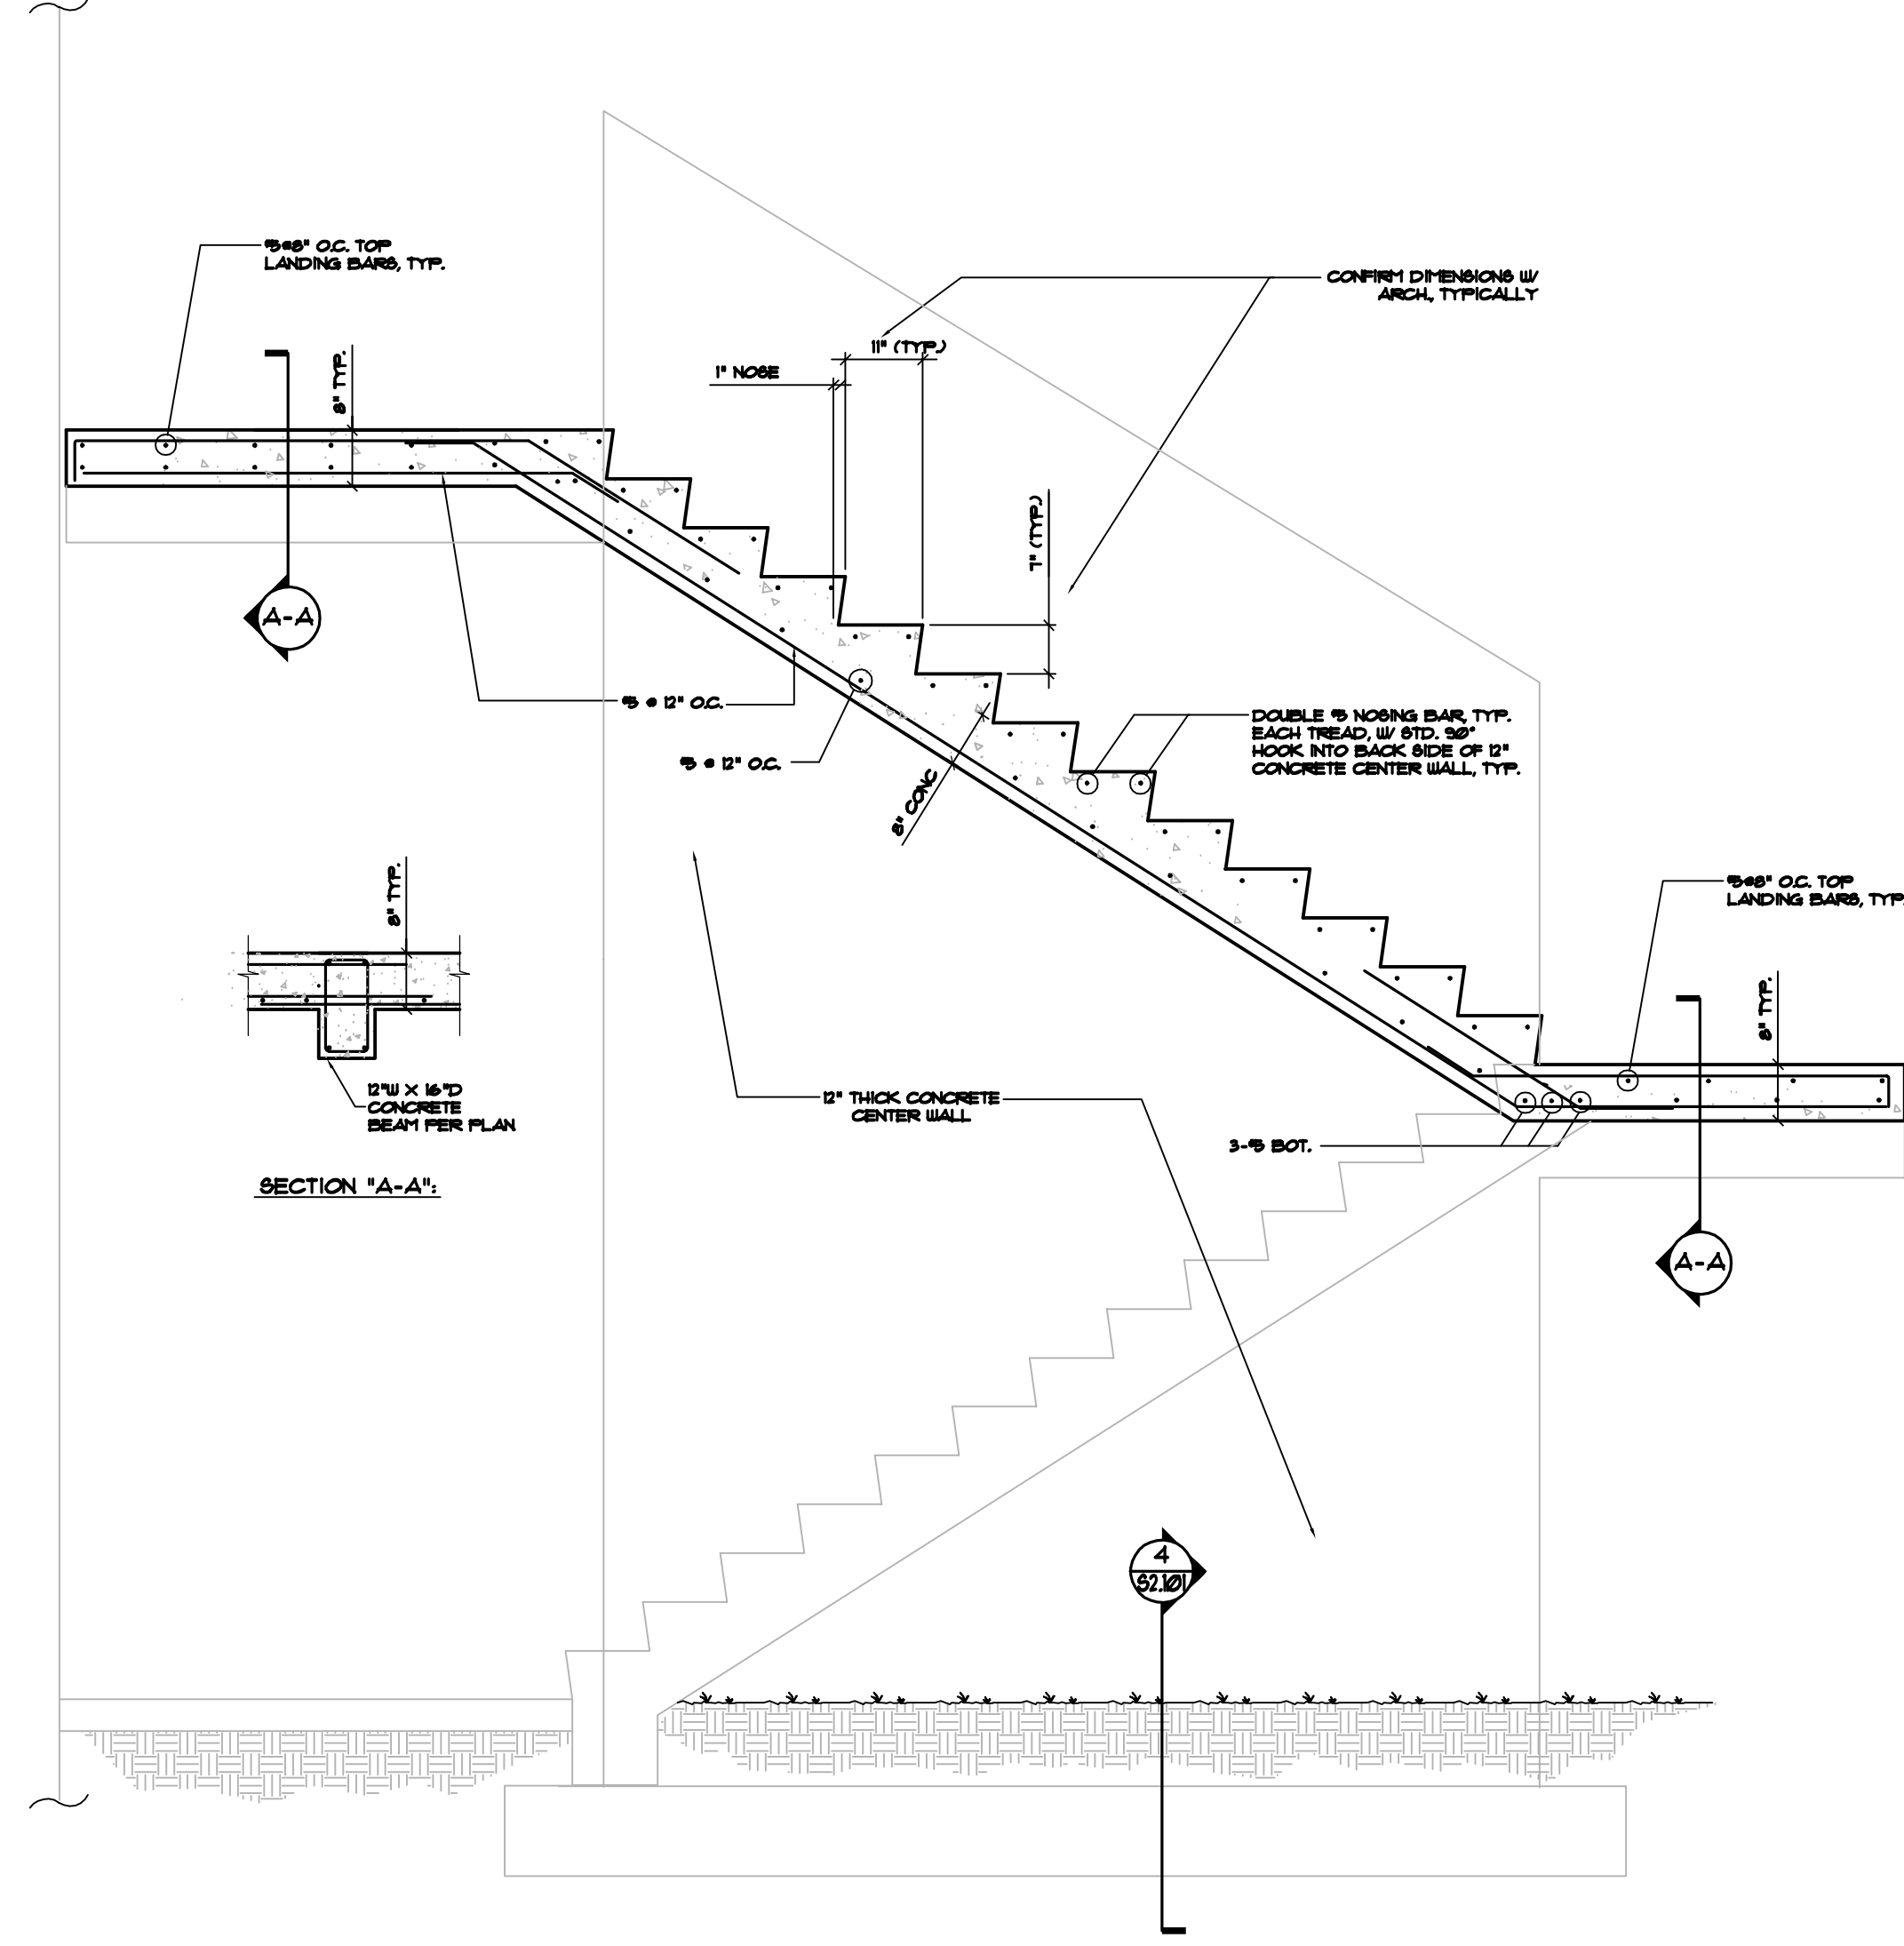 #5@8" O.C. TOP
LANDING BARS, TYP.
CONFIRM DIMENSIONS W/
ARCH., TYPICALLY
11" (TYP.)
1" NOSE
8" TYP.
7" (TYP.)
A-A
#5 @ 12" O.C.
#5 @ 12" O.C.
8" CONC
DOUBLE #5 NOSING BAR, TYP.
EACH TREAD, W/ STD. 90°
HOOK INTO BACK SIDE OF 12"
CONCRETE CENTER WALL, TYP.
#5@8" O.C. TOP
LANDING BARS, TYP.
8" TYP.
8" TYP.
12"W X 16"D
CONCRETE
BEAM PER PLAN
SECTION "A-A":
12" THICK CONCRETE
CENTER WALL
3-#5 BOT.
A-A
4
S2.101